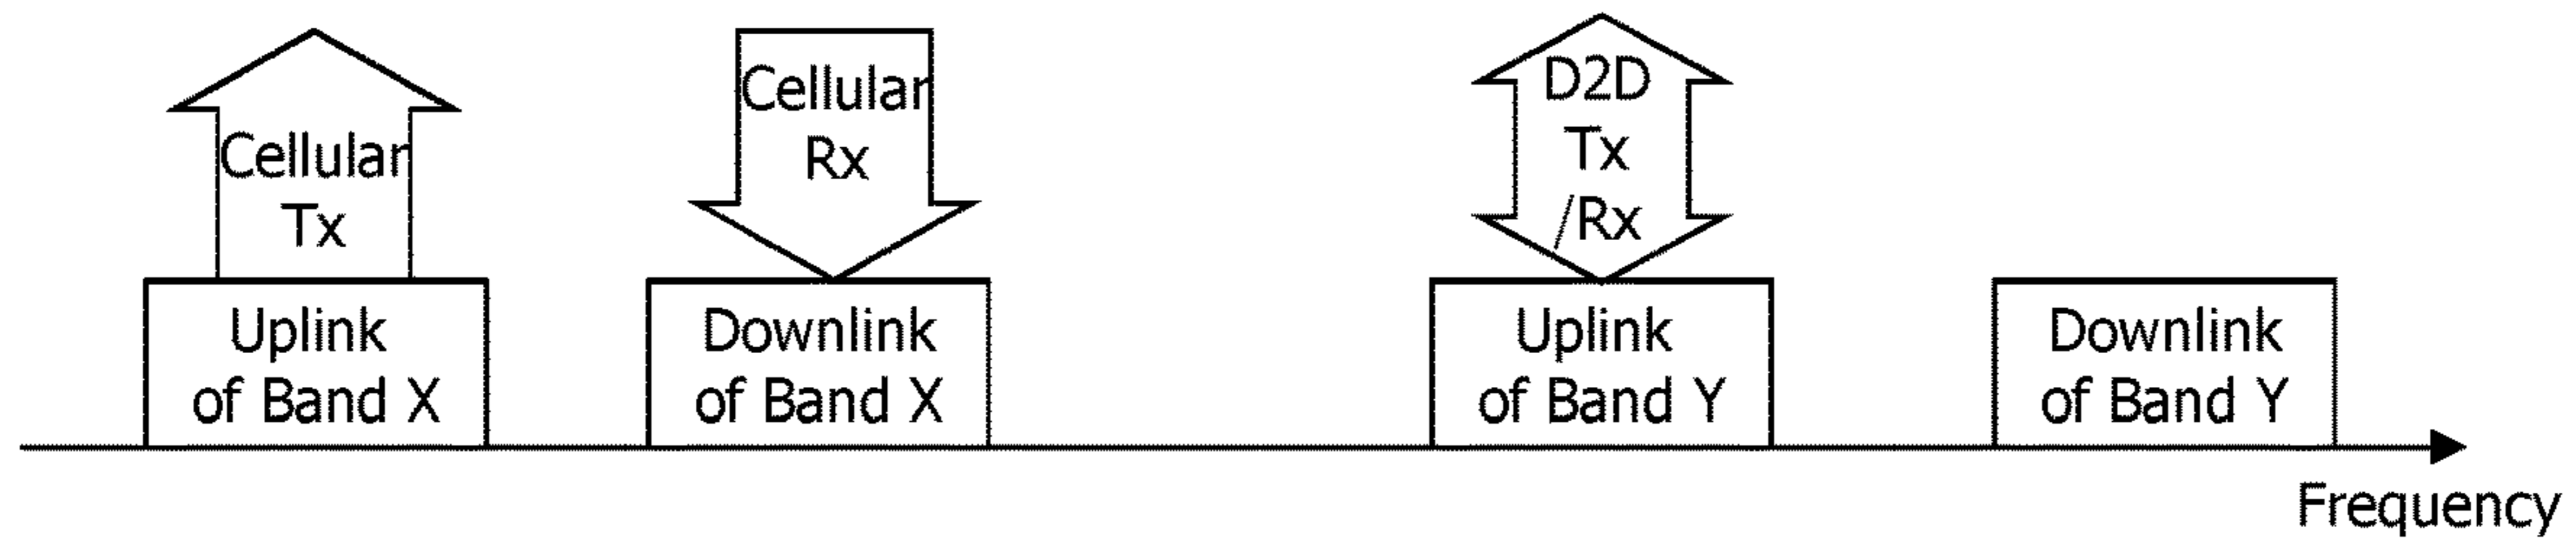 Cellular
Tx
Cellular
Rx
D2D
Tx
/Rx
Uplink
of Band X
Downlink
of Band X
Uplink
of Band Y
Downlink
of Band Y
Frequency